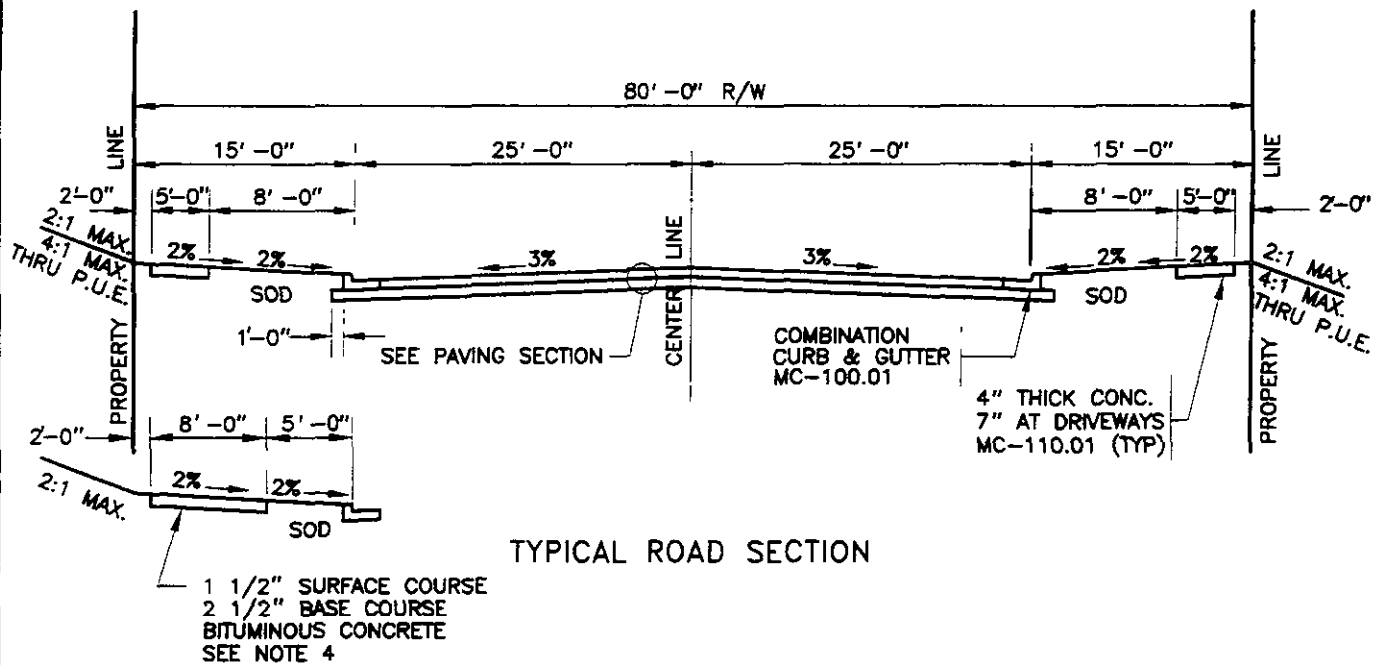 80'-0" R/W
15'-0" 25'-0" 25'-0" 15'-0"
PROPERTY LINE
CENTER LINE
PROPERTY LINE
2'-0" 5'-0" 8'-0" 8'-0" 5'-0" 2'-0"
2:1 MAX.
4:1 MAX.
THRU P.U.E.
2% 2% 3% 3% 2% 2%
2:1 MAX.
4:1 MAX.
THRU P.U.E.
SOD
SOD
1'-0"
SEE PAVING SECTION
COMBINATION
CURB & GUTTER
MC-100.01
4" THICK CONC.
7" AT DRIVEWAYS
MC-110.01 (TYP)
2'-0" 8'-0" 5'-0"
2:1 MAX.
2% 2%
SOD
TYPICAL ROAD SECTION
1 1/2" SURFACE COURSE
2 1/2" BASE COURSE
BITUMINOUS CONCRETE
SEE NOTE 4